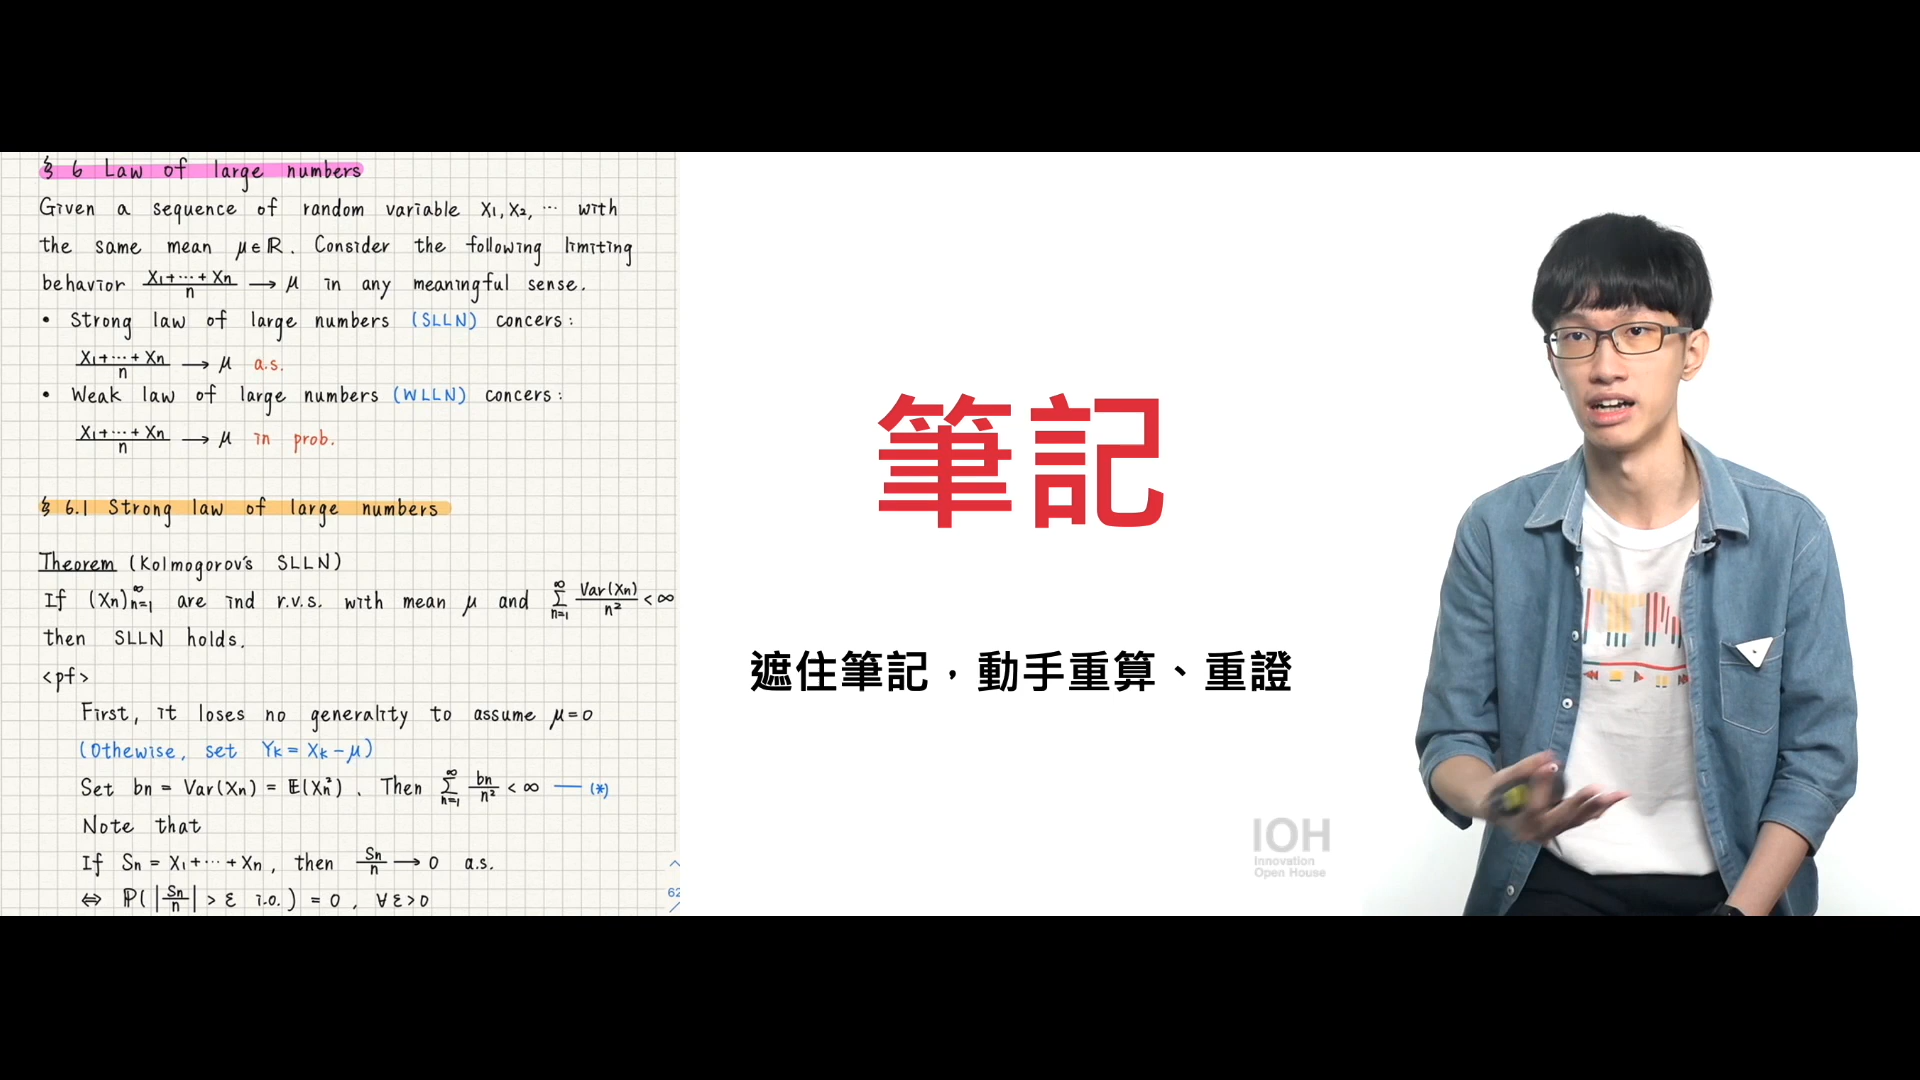 § 6 Law of large numbers
Given a sequence of random variable X₁, X₂, ⋯ with
the same mean μ∈ℝ. Consider the following limiting
behavior (X₁+⋯+Xn)/n ⟶ μ in any meaningful sense.
• Strong law of large numbers (SLLN) concers:
(X₁+⋯+Xn)/n ⟶ μ a.s.
• Weak law of large numbers (WLLN) concers:
(X₁+⋯+Xn)/n ⟶ μ in prob.
§ 6.1 Strong law of large numbers
Theorem (Kolmogorov's SLLN)
If (Xn)_{n=1}^∞ are ind r.v.s. with mean μ and Σ_{n=1}^∞ Var(Xn)/n² < ∞
then SLLN holds.
<pf>
First, it loses no generality to assume μ=0
(Othewise, set Yk = Xk − μ)
Set bn = Var(Xn) = 𝔼(Xn²). Then Σ_{n=1}^∞ bn/n² < ∞ — (*)
Note that
If Sn = X₁+⋯+Xn, then Sn/n ⟶ 0 a.s.
⇔ ℙ(|Sn/n| > ε i.o.) = 0, ∀ε>0
62
筆記
遮住筆記，動手重算、重證
IOH
Innovation
Open House